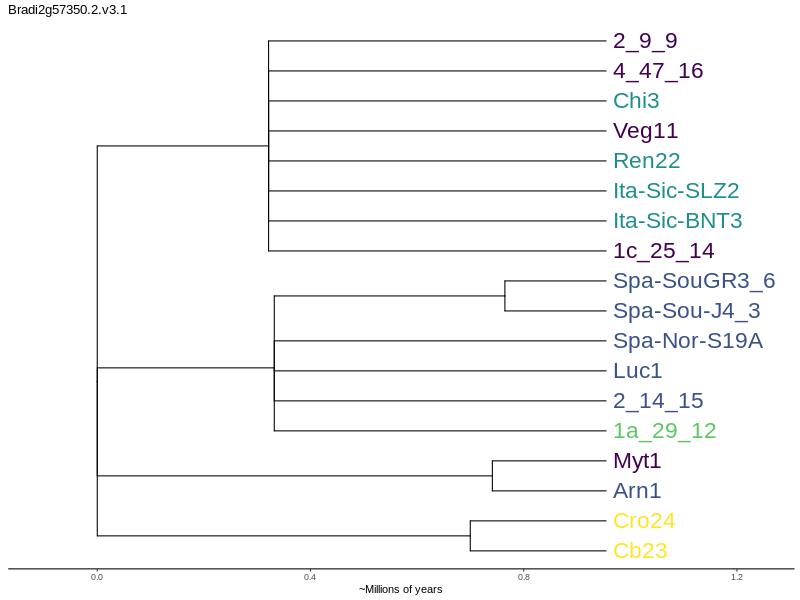 Bradi2g57350.2.v3.1
2_9_9
4_47_16
Chi3
Veg11
Ren22
Ita-Sic-SLZ2
Ita-Sic-BNT3
1c_25_14
Spa-SouGR3_6
Spa-Sou-J4_3
Spa-Nor-S19A
Luc1
2_14_15
1a_29_12
Myt1
Arn1
Cro24
Cb23
0.0 0.4 0.8 1.2
~Millions of years